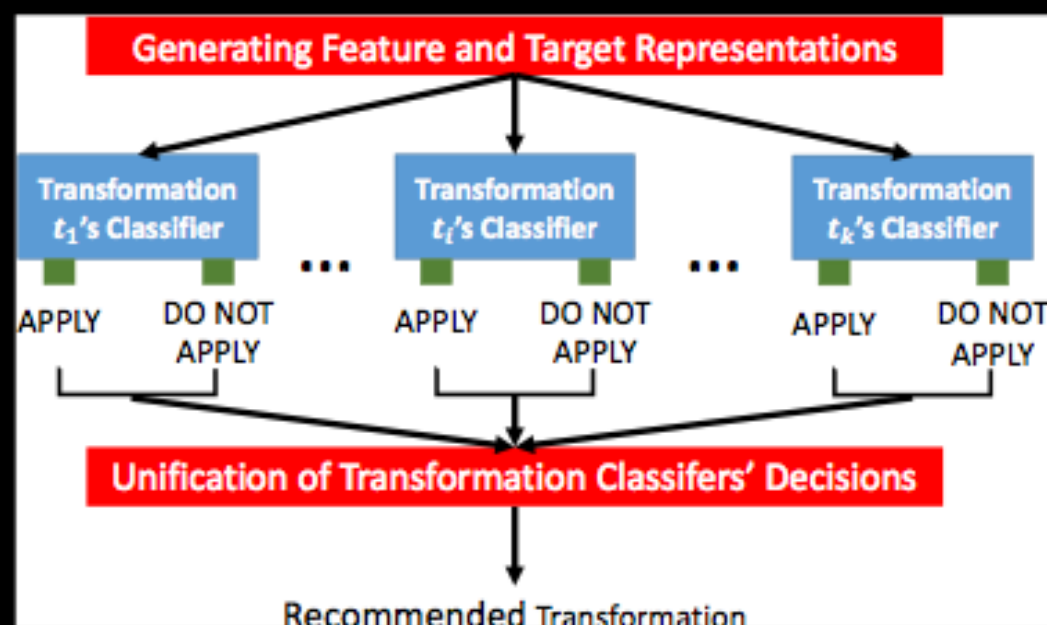 Generating Feature and Target Representations
Transformation
t₁'s Classifier
Transformation
tᵢ's Classifier
Transformation
tₖ's Classifier
...
...
APPLY
DO NOT
APPLY
APPLY
DO NOT
APPLY
APPLY
DO NOT
APPLY
Unification of Transformation Classifers' Decisions
Recommended Transformation